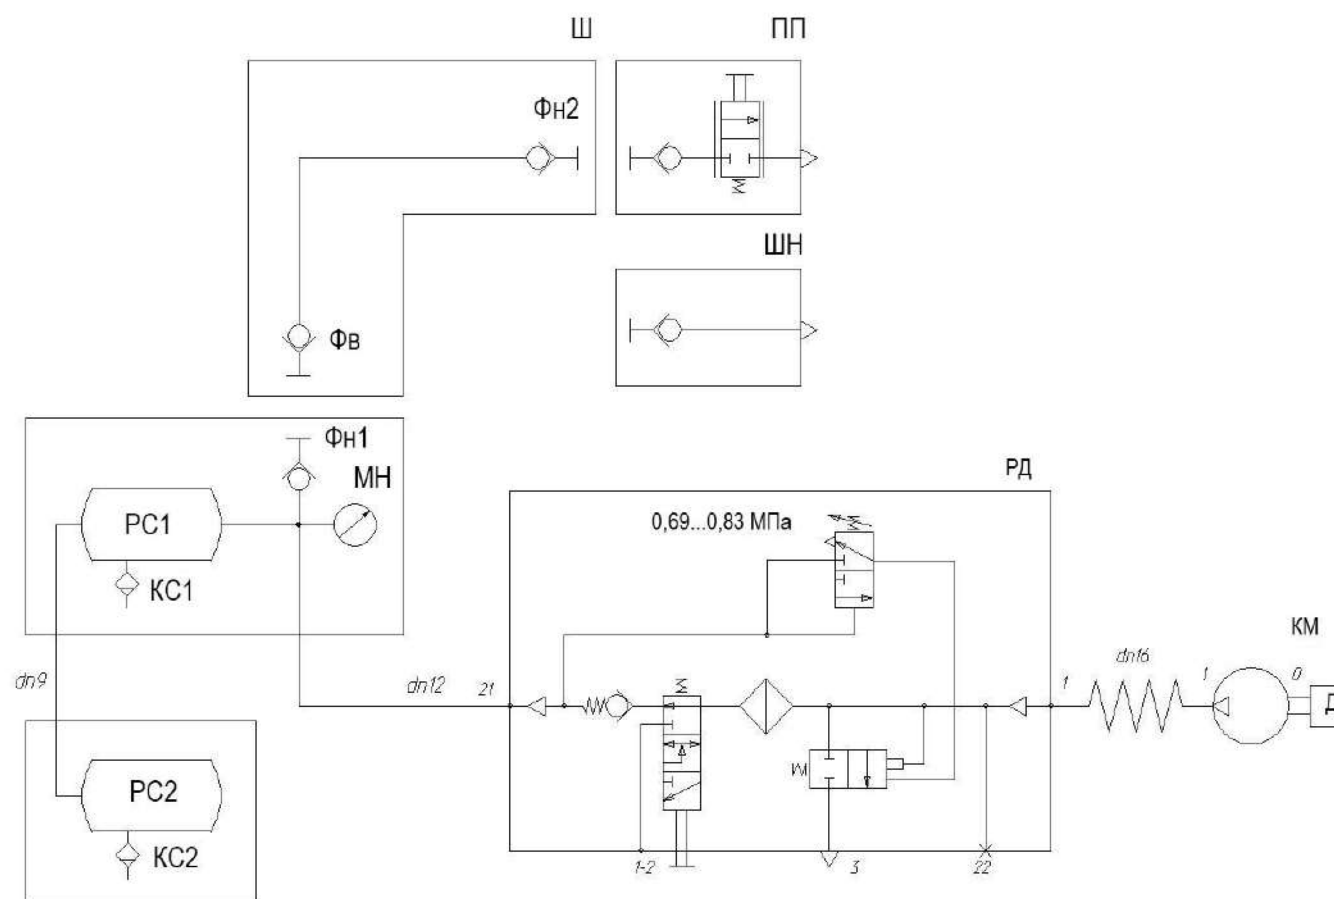 Ш
ПП
Фн2
ШН
Фв
Фн1
МН
РД
РС1
0,69...0,83 МПа
КС1
КМ
dn9
dn12
21
1
dn16
1
0
Д
РС2
КС2
1-2
3
22